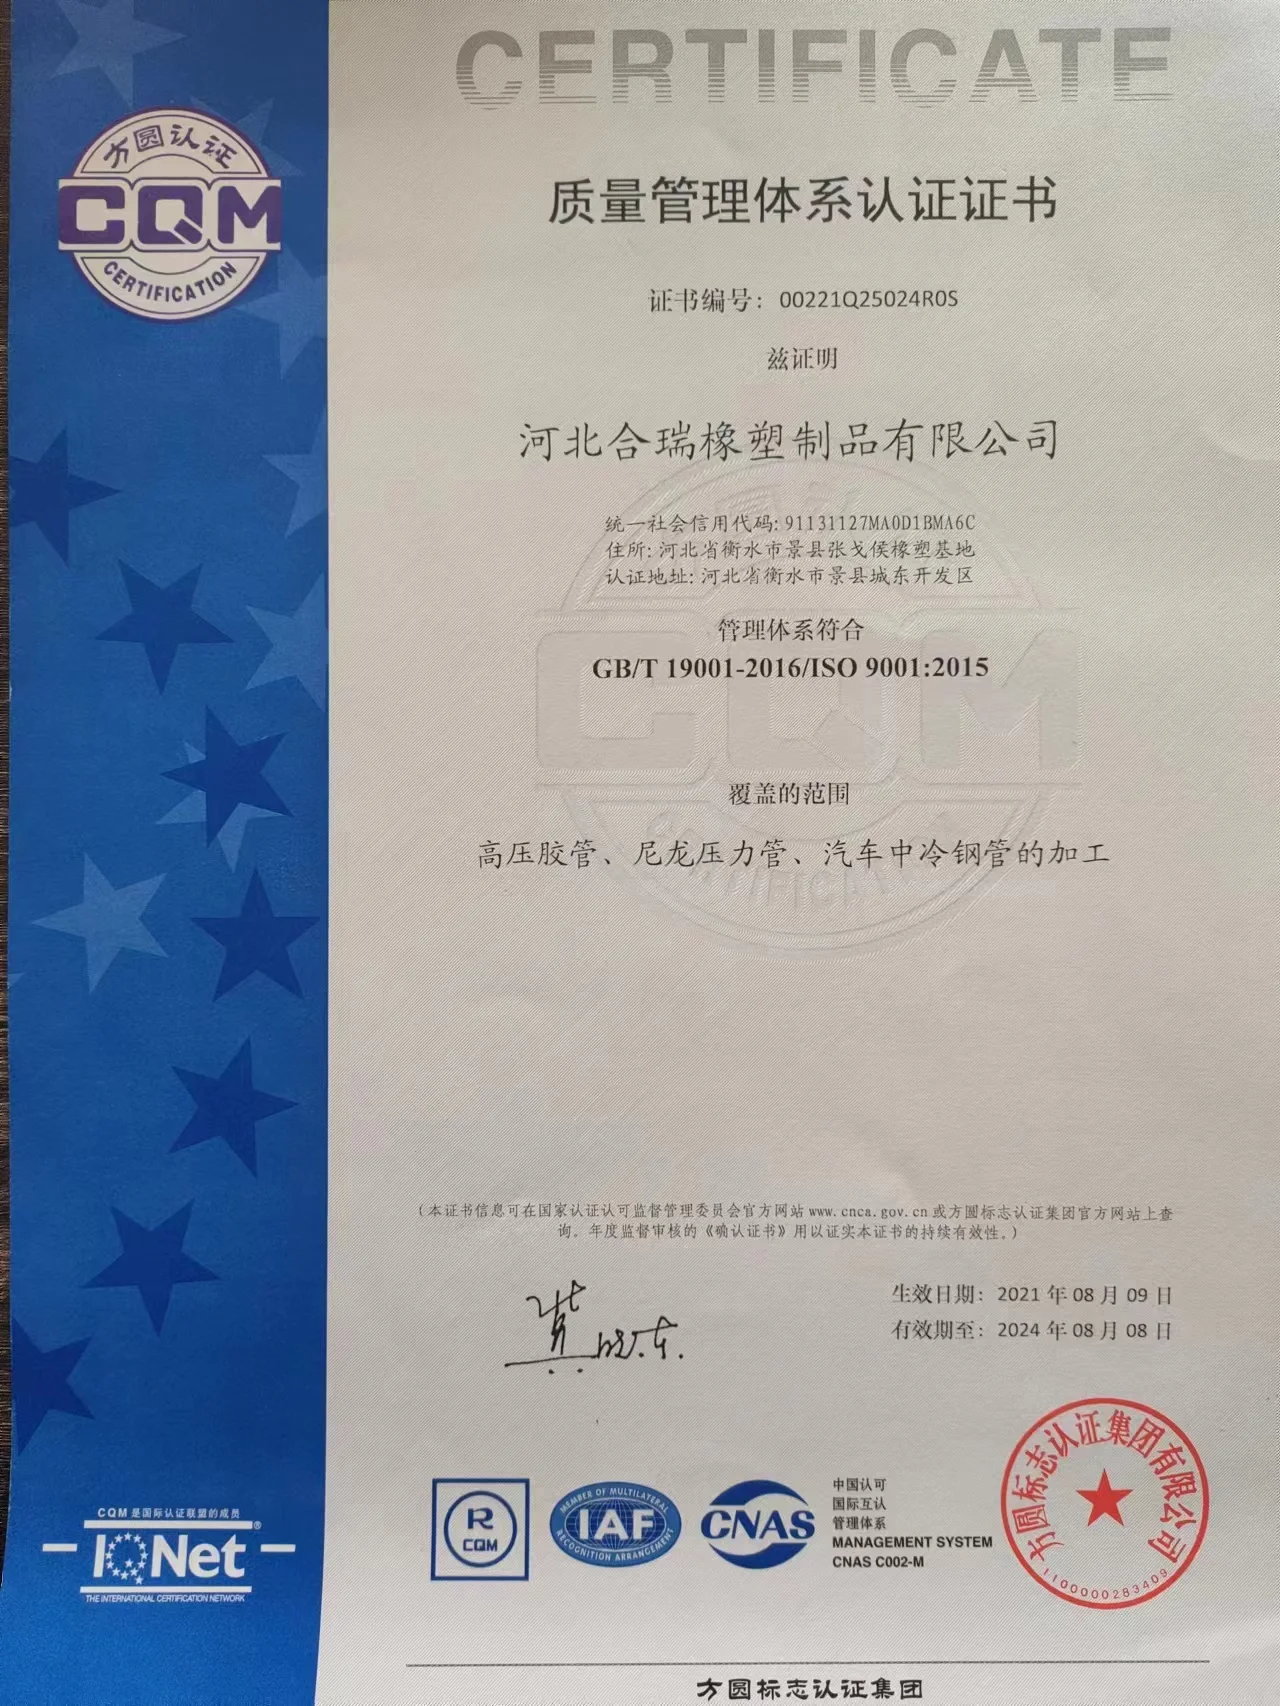 CERTIFICATE
方圆认证
CQM
CERTIFICATION
质量管理体系认证证书
证书编号：00221Q25024R0S
兹证明
河北合瑞橡塑制品有限公司
统一社会信用代码：91131127MA0D1BMA6C
住所：河北省衡水市景县张戈侯橡塑基地
认证地址：河北省衡水市景县城东开发区
管理体系符合
GB/T 19001-2016/ISO 9001:2015
覆盖的范围
高压胶管、尼龙压力管、汽车中冷钢管的加工
（本证书信息可在国家认证认可监督管理委员会官方网站 www.cnca.gov.cn 或方圆标志认证集团官方网站上查
询。年度监督审核的《确认证书》用以证实本证书的持续有效性。）
生效日期：2021 年 08 月 09 日
有效期至：2024 年 08 月 08 日
CQM 是国际认证联盟的成员
IQNet®
THE INTERNATIONAL CERTIFICATION NETWORK
R
CQM
MEMBER OF MULTILATERAL
IAF
RECOGNITION ARRANGEMENT
CNAS
中国认可
国际互认
管理体系
MANAGEMENT SYSTEM
CNAS C002-M
方圆标志认证集团有限公司
1100000283409
方圆标志认证集团